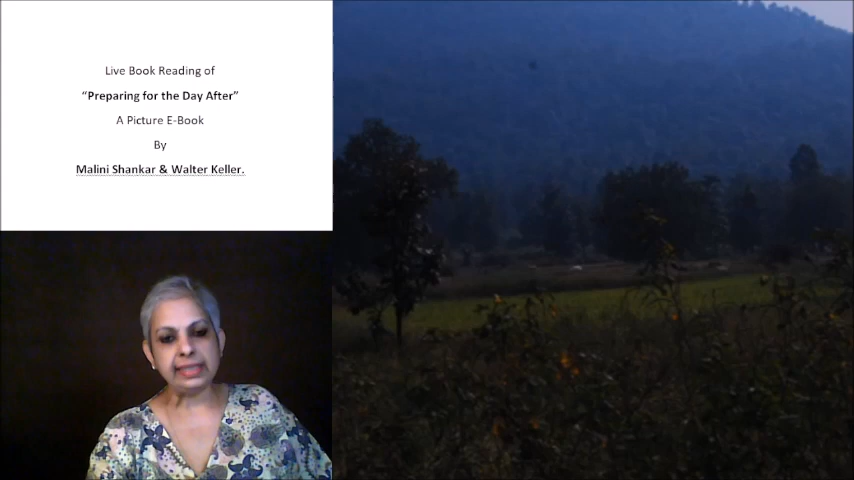 Live Book Reading of
“Preparing for the Day After”
A Picture E-Book
By
Malini Shankar & Walter Keller.